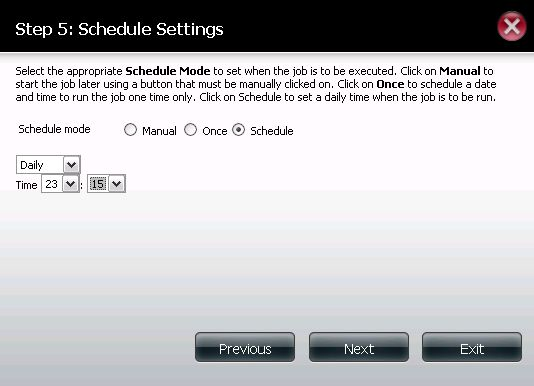 Step 5: Schedule Settings
Select the appropriate Schedule Mode to set when the job is to be executed. Click on Manual to
start the job later using a button that must be manually clicked on. Click on Once to schedule a date
and time to run the job one time only. Click on Schedule to set a daily time when the job is to be run.
Schedule mode Manual Once Schedule
Daily
Time 23 : 15
Previous Next Exit